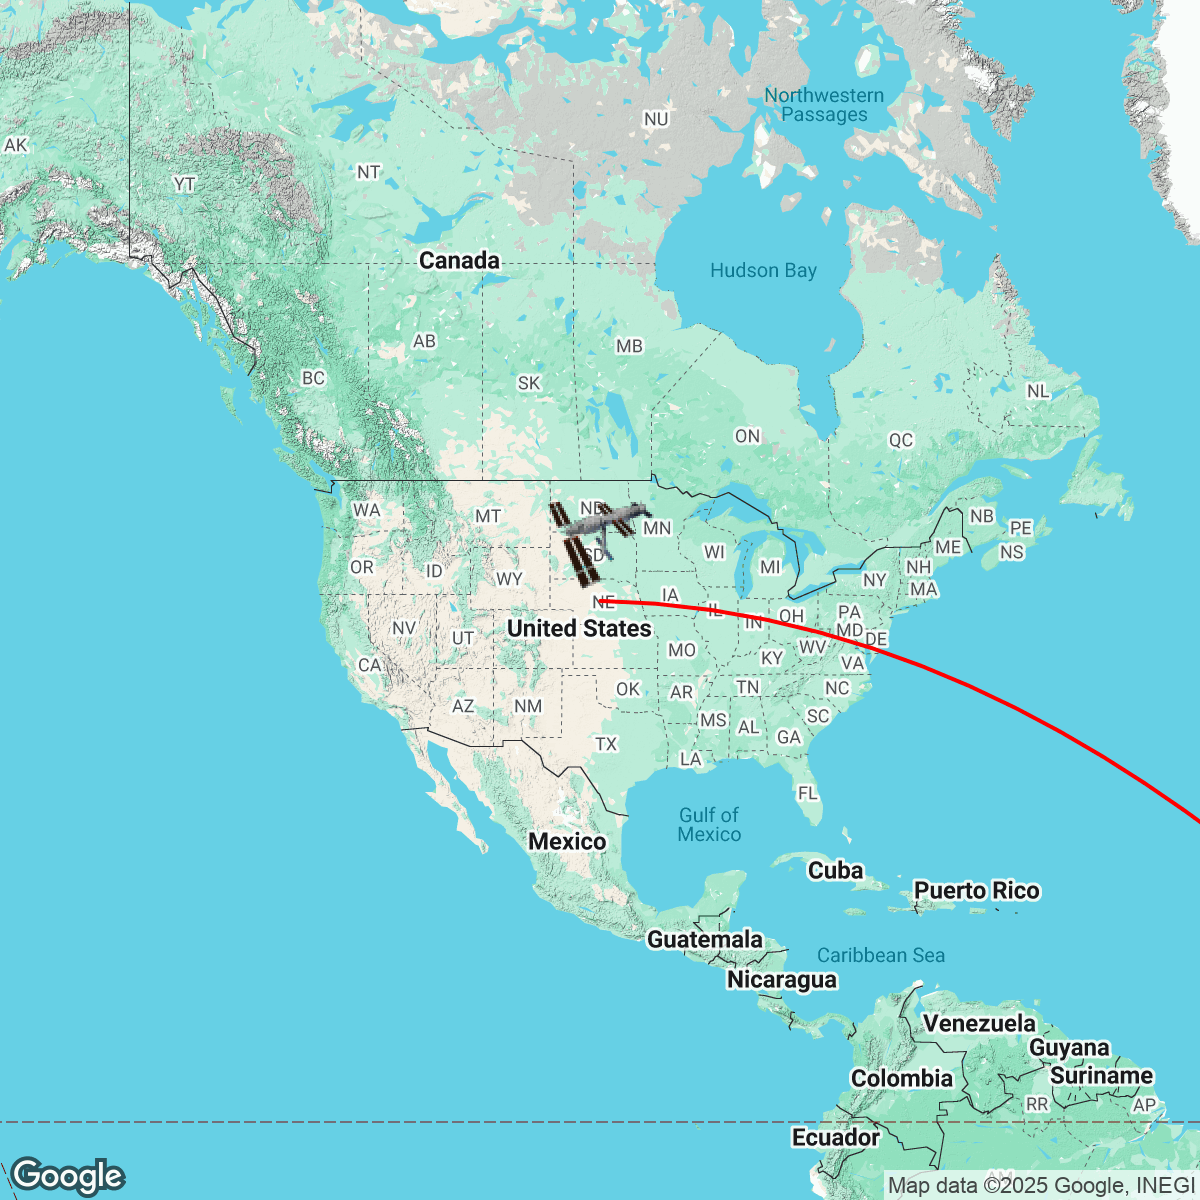 Northwestern
Passages
NU
AK
NT
YT
Canada
Hudson Bay
AB
MB
SK
BC
NL
ON
QC
WA
MT
ND
MN
NB
PE
NS
ME
WI
SD
OR
ID
WY
MI
NY
NH
MA
NE
IA
IL
IN
OH
PA
MD
DE
United States
NV
UT
MO
KY
WV
VA
CA
OK
AR
TN
NC
AZ
NM
MS
AL
SC
GA
TX
LA
FL
Gulf of
Mexico
Mexico
Cuba
Puerto Rico
Guatemala
Caribbean Sea
Nicaragua
Venezuela
Guyana
Colombia
Suriname
RR
AP
Ecuador
AM
Google
Map data ©2025 Google, INEGI